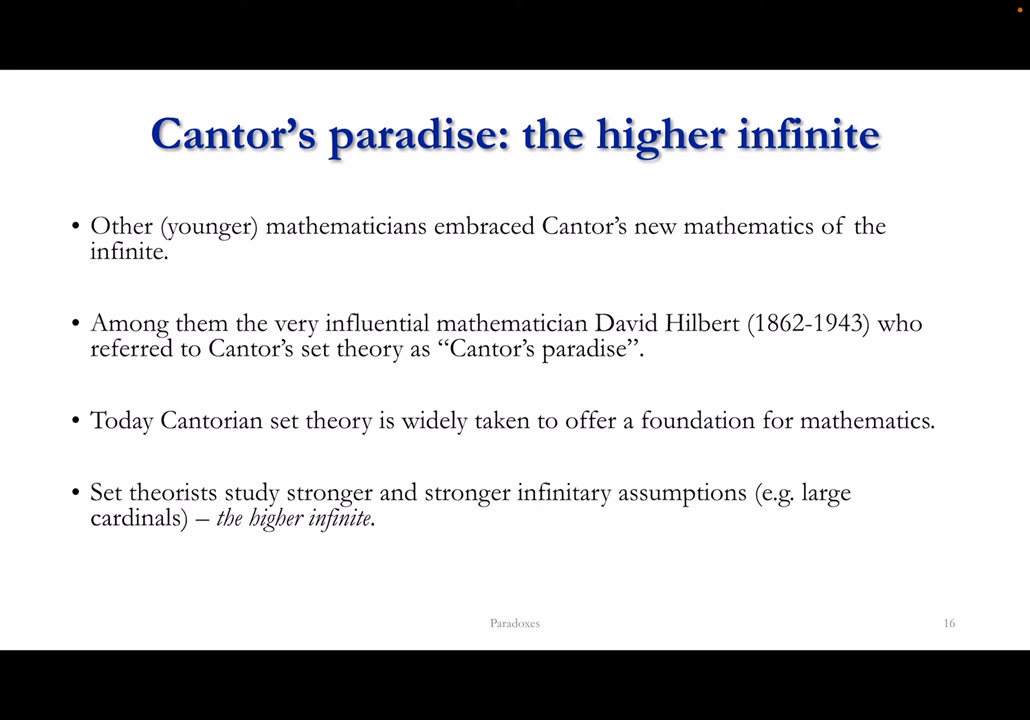 Cantor’s paradise: the higher infinite
• Other (younger) mathematicians embraced Cantor’s new mathematics of the
infinite.
• Among them the very influential mathematician David Hilbert (1862-1943) who
referred to Cantor’s set theory as “Cantor’s paradise”.
• Today Cantorian set theory is widely taken to offer a foundation for mathematics.
• Set theorists study stronger and stronger infinitary assumptions (e.g. large
cardinals) – the higher infinite.
Paradoxes
16